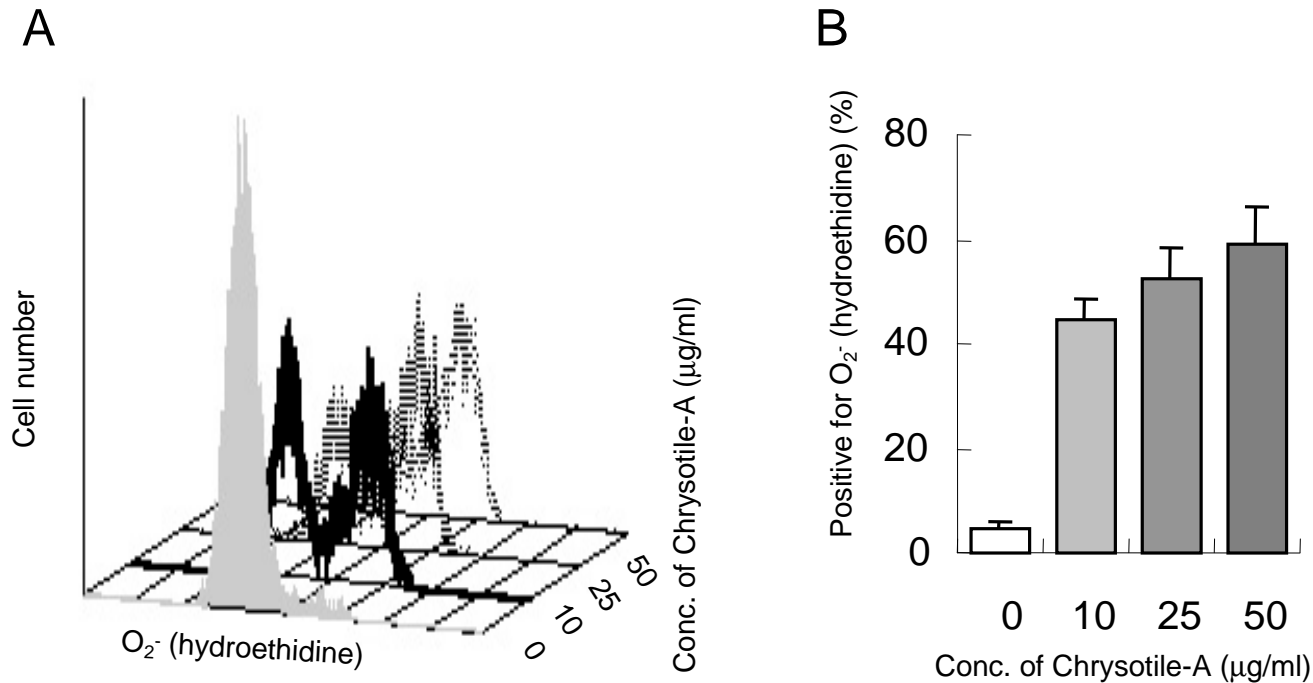 A
Cell number
O₂⁻ (hydroethidine)
0
10
25
50
Conc. of Chrysotile-A (μg/ml)
B
Positive for O₂⁻ (hydroethidine) (%)
80
60
40
20
0
0 10 25 50
Conc. of Chrysotile-A (μg/ml)